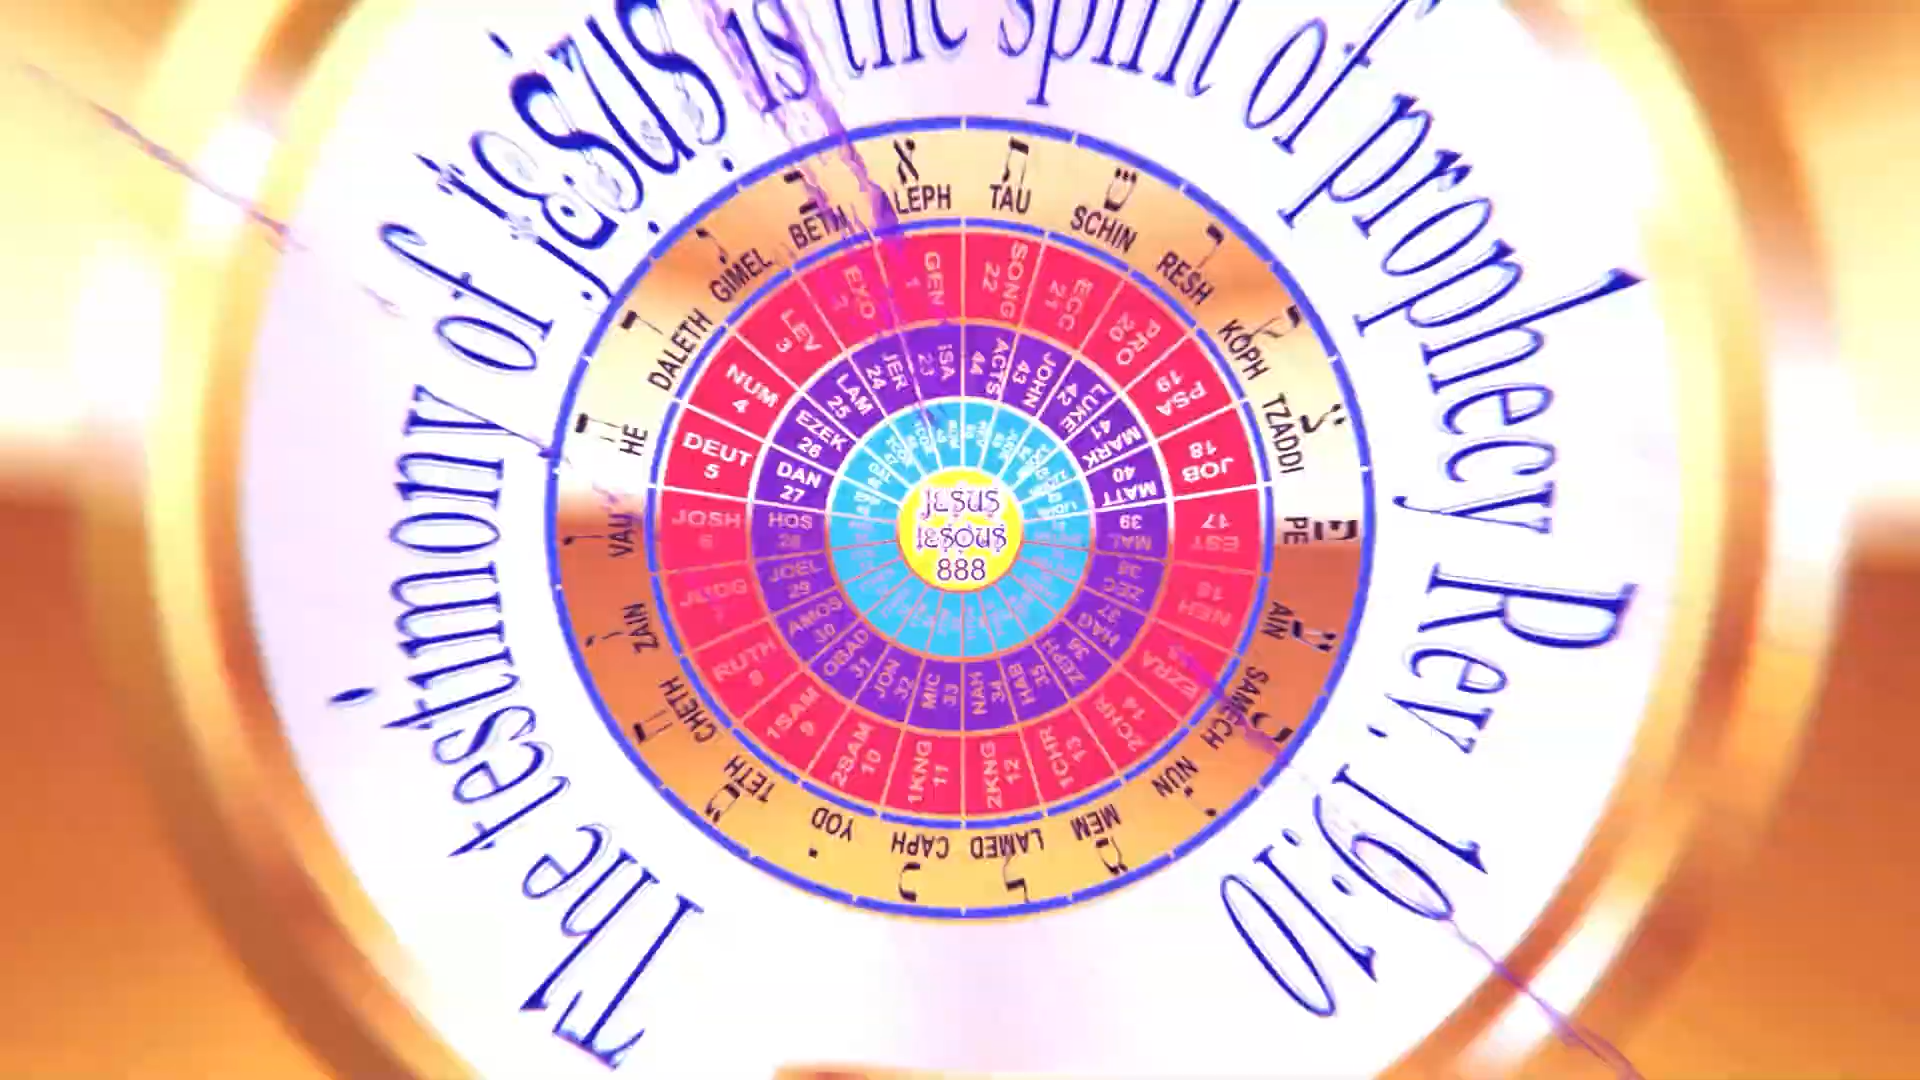 The testimony of Jesus is the spirit of prophecy Rev. 19:10
א ALEPH
BETH
GIMEL
ד DALETH
ה HE
ו VAU
ז ZAIN
ח CHETH
ט TETH
י YOD
כ CAPH
ל LAMED
מ MEM
NUN
SAMECH
ע AIN
פ PE
צ TZADDI
ק KOPH
ר RESH
ש SCHIN
ת TAU
GEN 1
EXO 2
LEV 3
NUM 4
DEUT 5
JOSH 6
JUDG 7
RUTH 8
1SAM 9
2SAM 10
1KNG 11
2KNG 12
1CHR 13
2CHR 14
EZRA 15
NEH 16
EST 17
JOB 18
PSA 19
PRO 20
ECC 21
SONG 22
ISA 23
JER 24
LAM 25
EZEK 26
DAN 27
HOS 28
JOEL 29
AMOS 30
OBAD 31
JON 32
MIC 33
NAH 34
HAB 35
ZEPH 36
HAG 37
ZEC 38
MAL 39
MATT 40
MARK 41
LUKE 42
JOHN 43
ACTS 44
JESUS
IESOUS
888